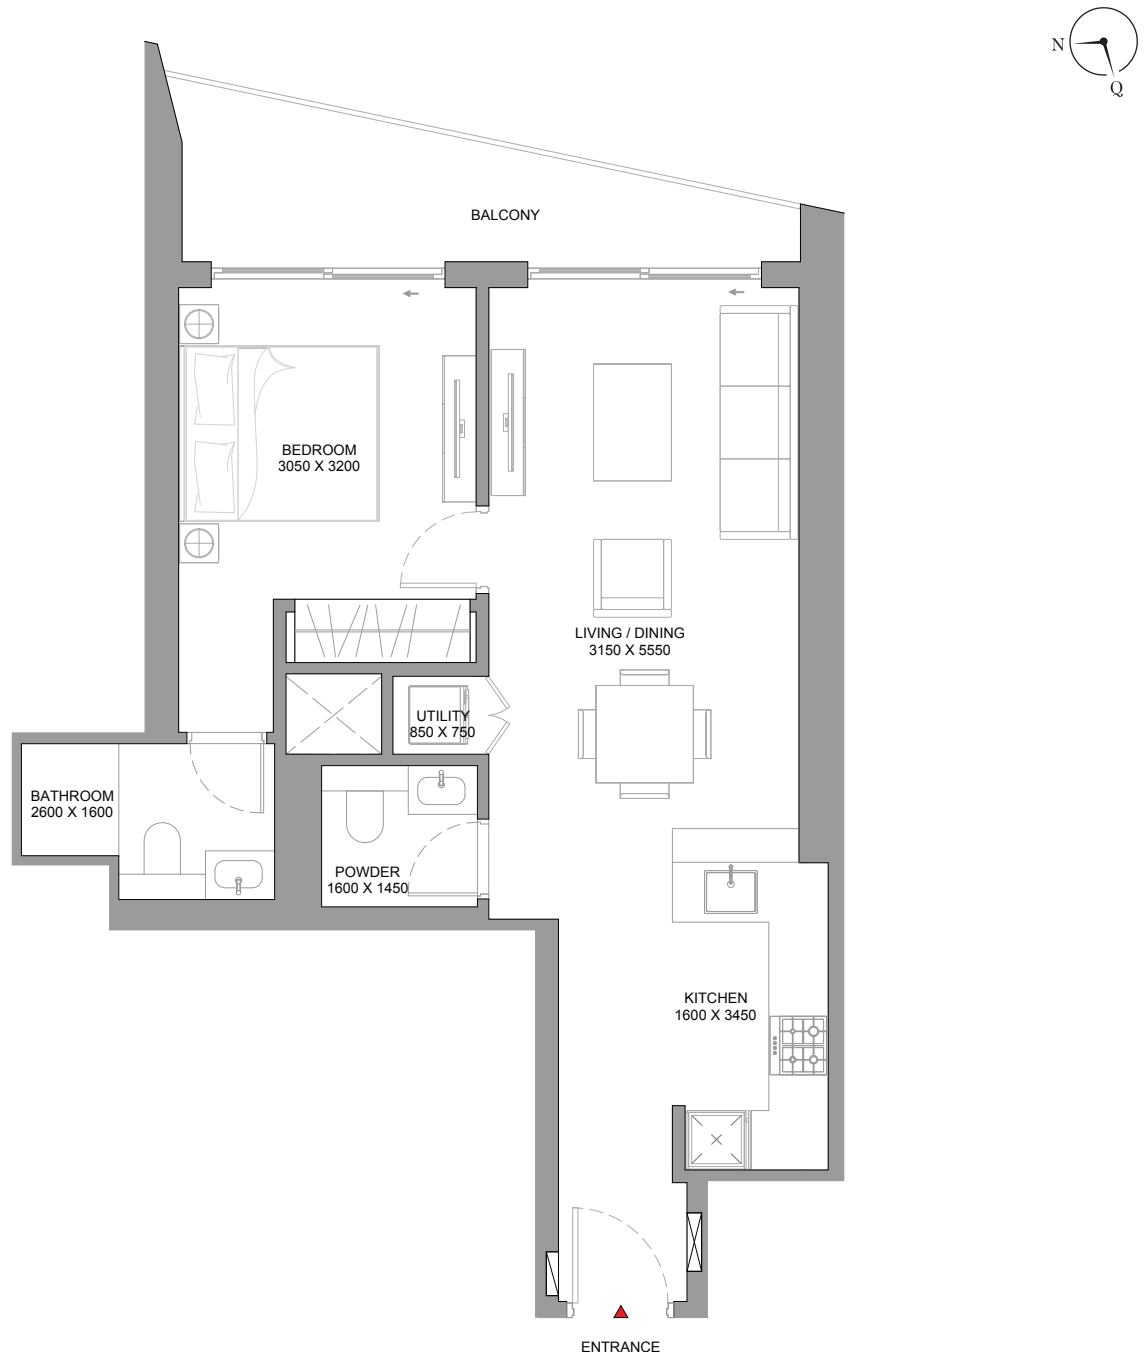 N
Q
BALCONY
BEDROOM
3050 X 3200
LIVING / DINING
3150 X 5550
UTILITY
850 X 750
BATHROOM
2600 X 1600
POWDER
1600 X 1450
KITCHEN
1600 X 3450
ENTRANCE